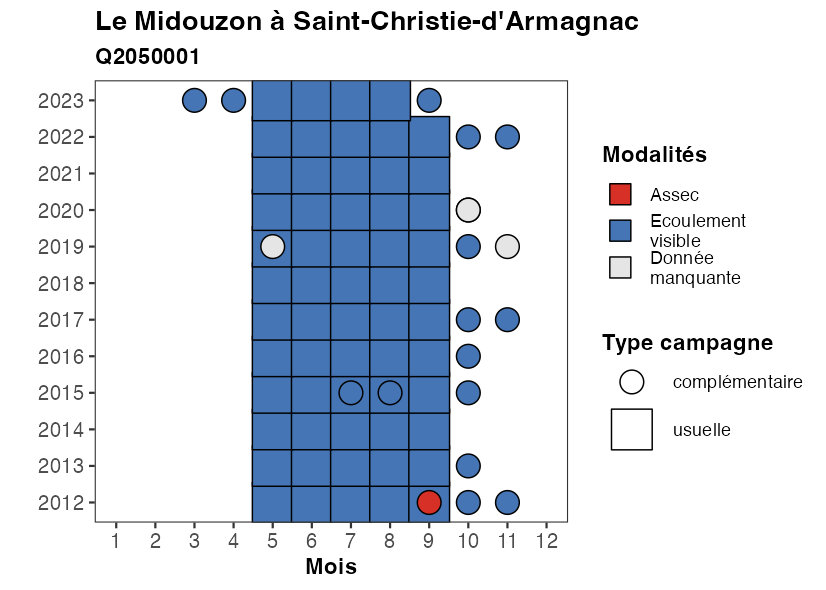 Le Midouzon à Saint-Christie-d'Armagnac
Q2050001
2023
2022
2021
2020
2019
2018
2017
2016
2015
2014
2013
2012
1 2 3 4 5 6 7 8 9 10 11 12
Mois
Modalités
Assec
Ecoulement
visible
Donnée
manquante
Type campagne
complémentaire
usuelle